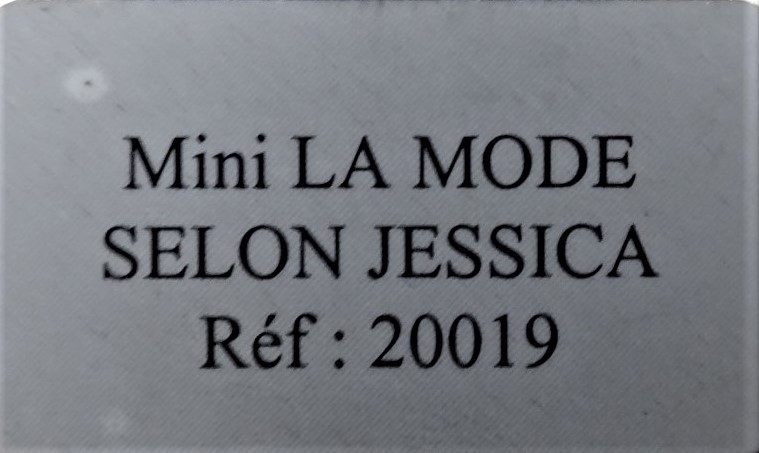 Mini LA MODE
SELON JESSICA
Réf : 20019